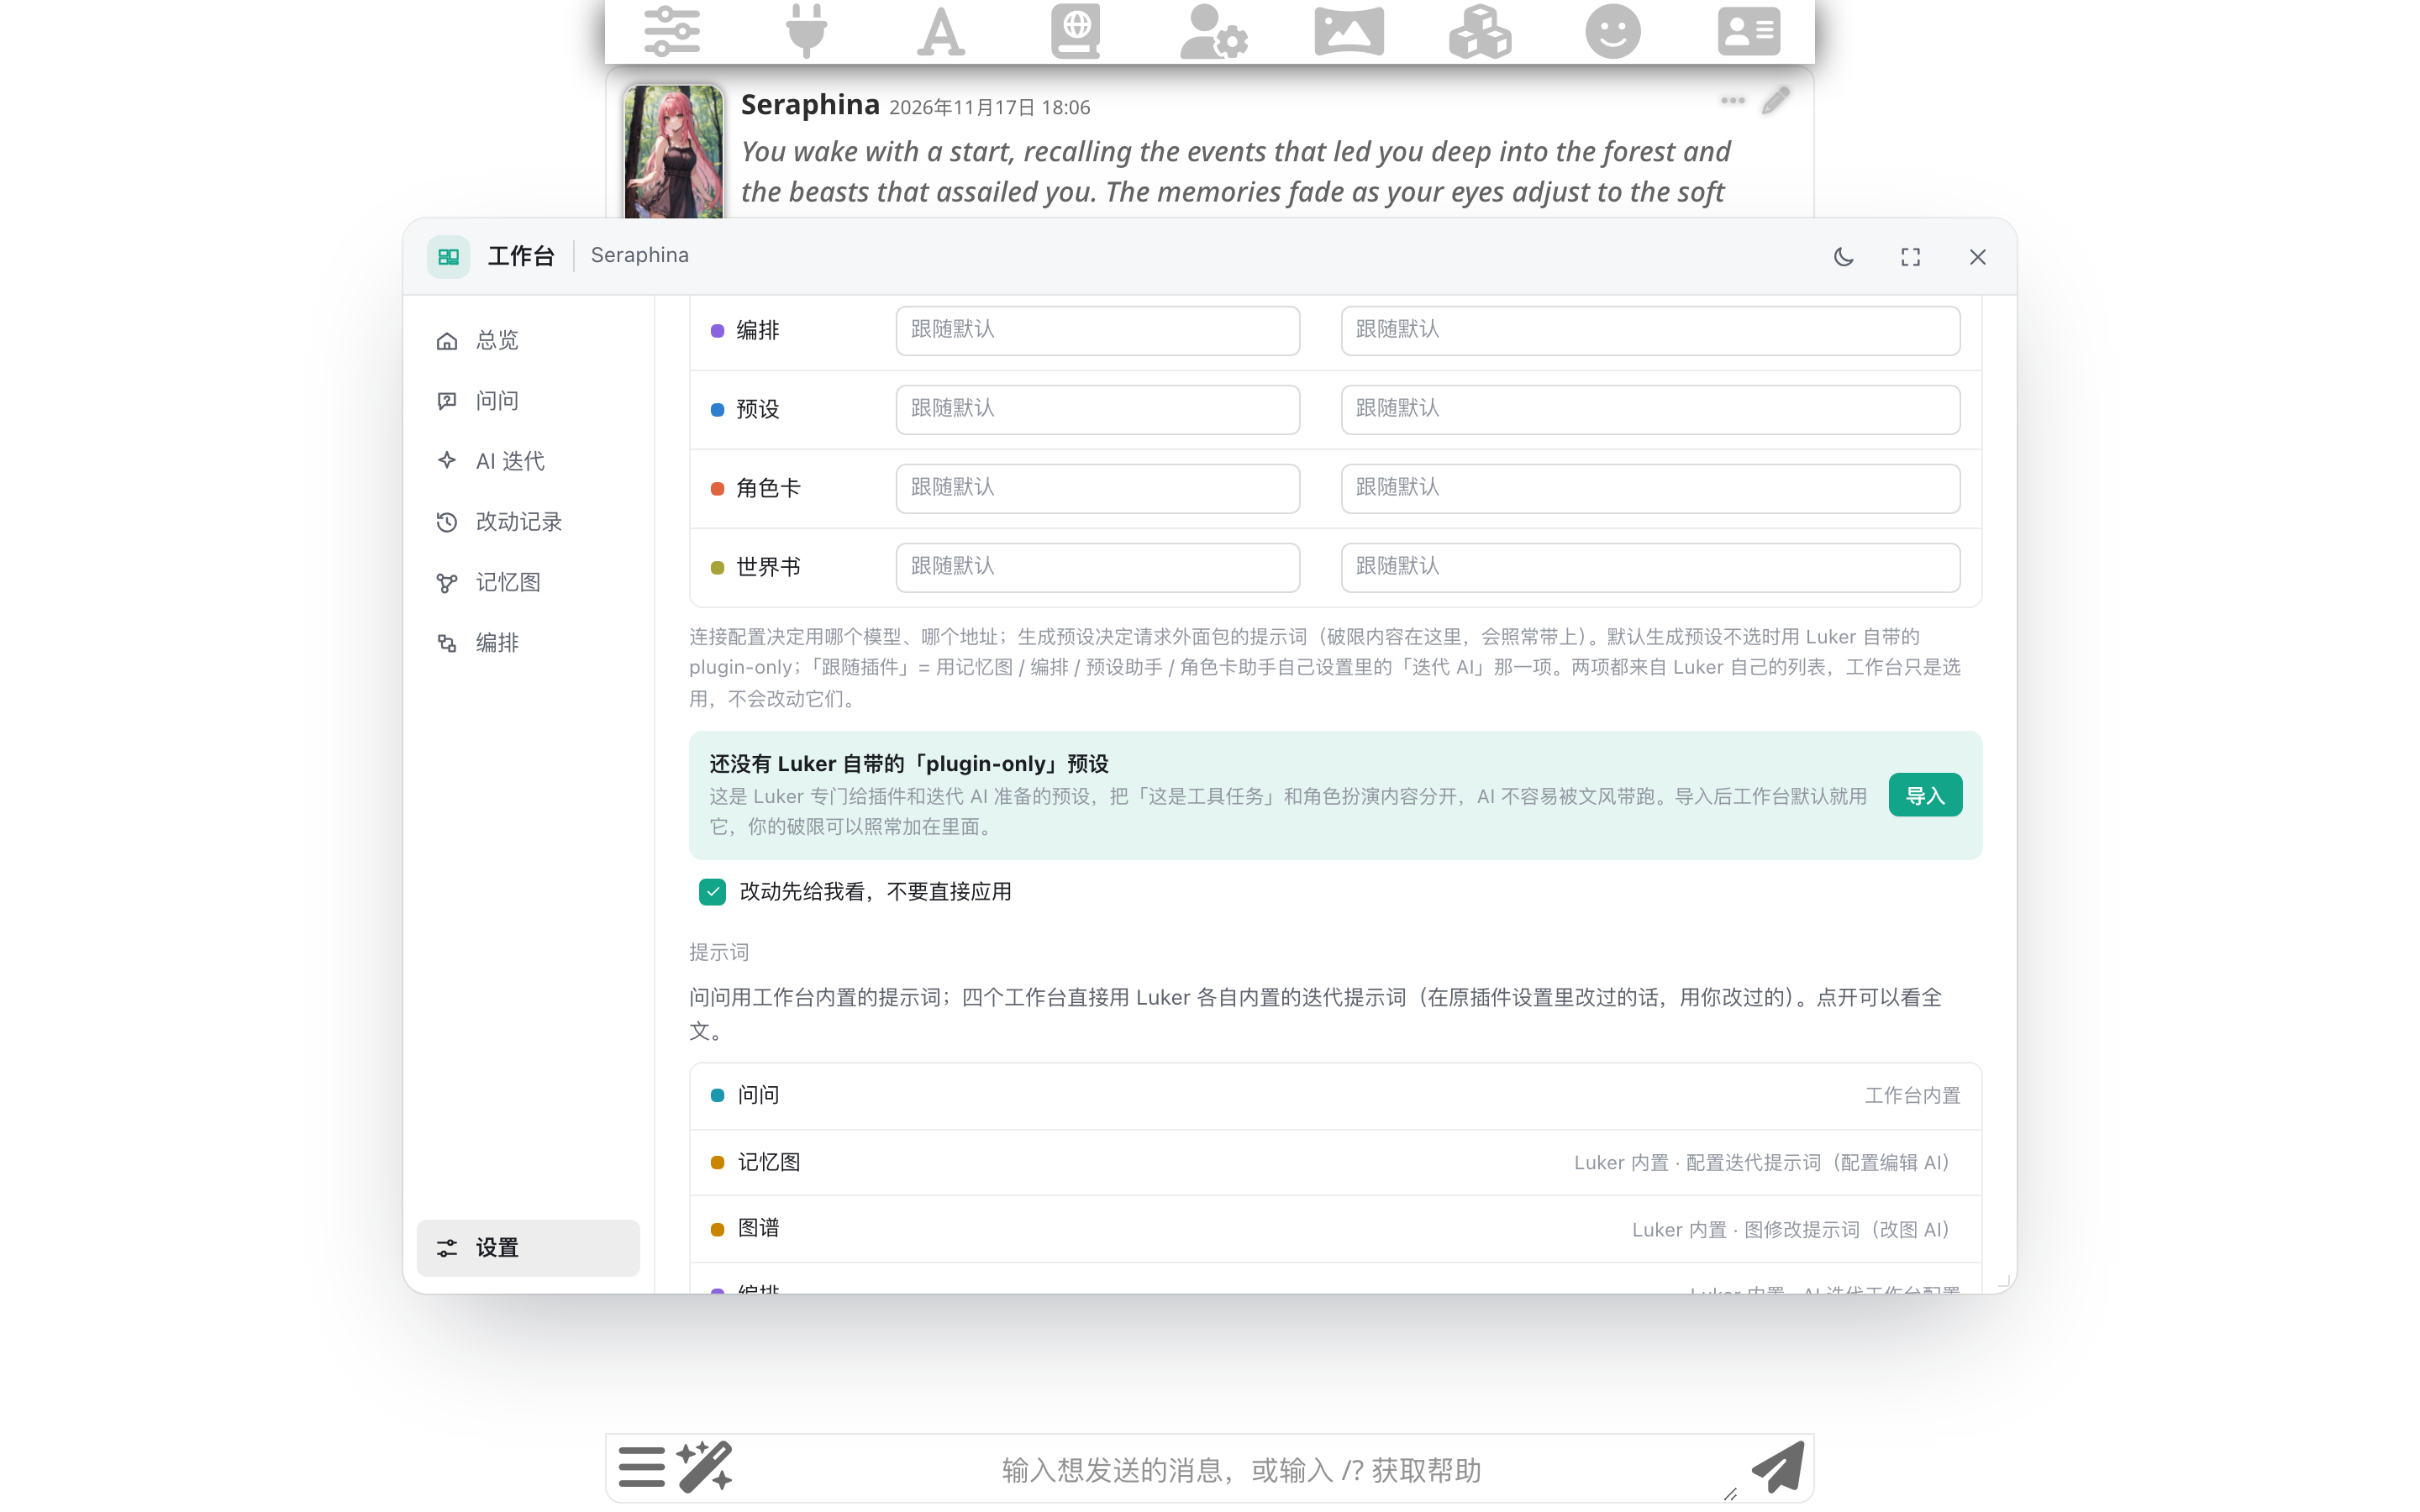 Seraphina 2026年11月17日 18:06
You wake with a start, recalling the events that led you deep into the forest and
the beasts that assailed you. The memories fade as your eyes adjust to the soft
工作台 Seraphina
总览
问问
AI 迭代
改动记录
记忆图
编排
设置
编排 跟随默认 跟随默认
预设 跟随默认 跟随默认
角色卡 跟随默认 跟随默认
世界书 跟随默认 跟随默认
连接配置决定用哪个模型、哪个地址；生成预设决定请求外面包的提示词（破限内容在这里，会照常带上）。默认生成预设不选时用 Luker 自带的
plugin-only；「跟随插件」= 用记忆图 / 编排 / 预设助手 / 角色卡助手自己设置里的「迭代 AI」那一项。两项都来自 Luker 自己的列表，工作台只是选
用，不会改动它们。
还没有 Luker 自带的「plugin-only」预设
这是 Luker 专门给插件和迭代 AI 准备的预设，把「这是工具任务」和角色扮演内容分开，AI 不容易被文风带跑。导入后工作台默认就用
它，你的破限可以照常加在里面。
导入
改动先给我看，不要直接应用
提示词
问问用工作台内置的提示词；四个工作台直接用 Luker 各自内置的迭代提示词（在原插件设置里改过的话，用你改过的）。点开可以看全
文。
问问 工作台内置
记忆图 Luker 内置 · 配置迭代提示词（配置编辑 AI）
图谱 Luker 内置 · 图修改提示词（改图 AI）
编排 Luker 内置 · AI 迭代工作台配置
输入想发送的消息，或输入 /? 获取帮助